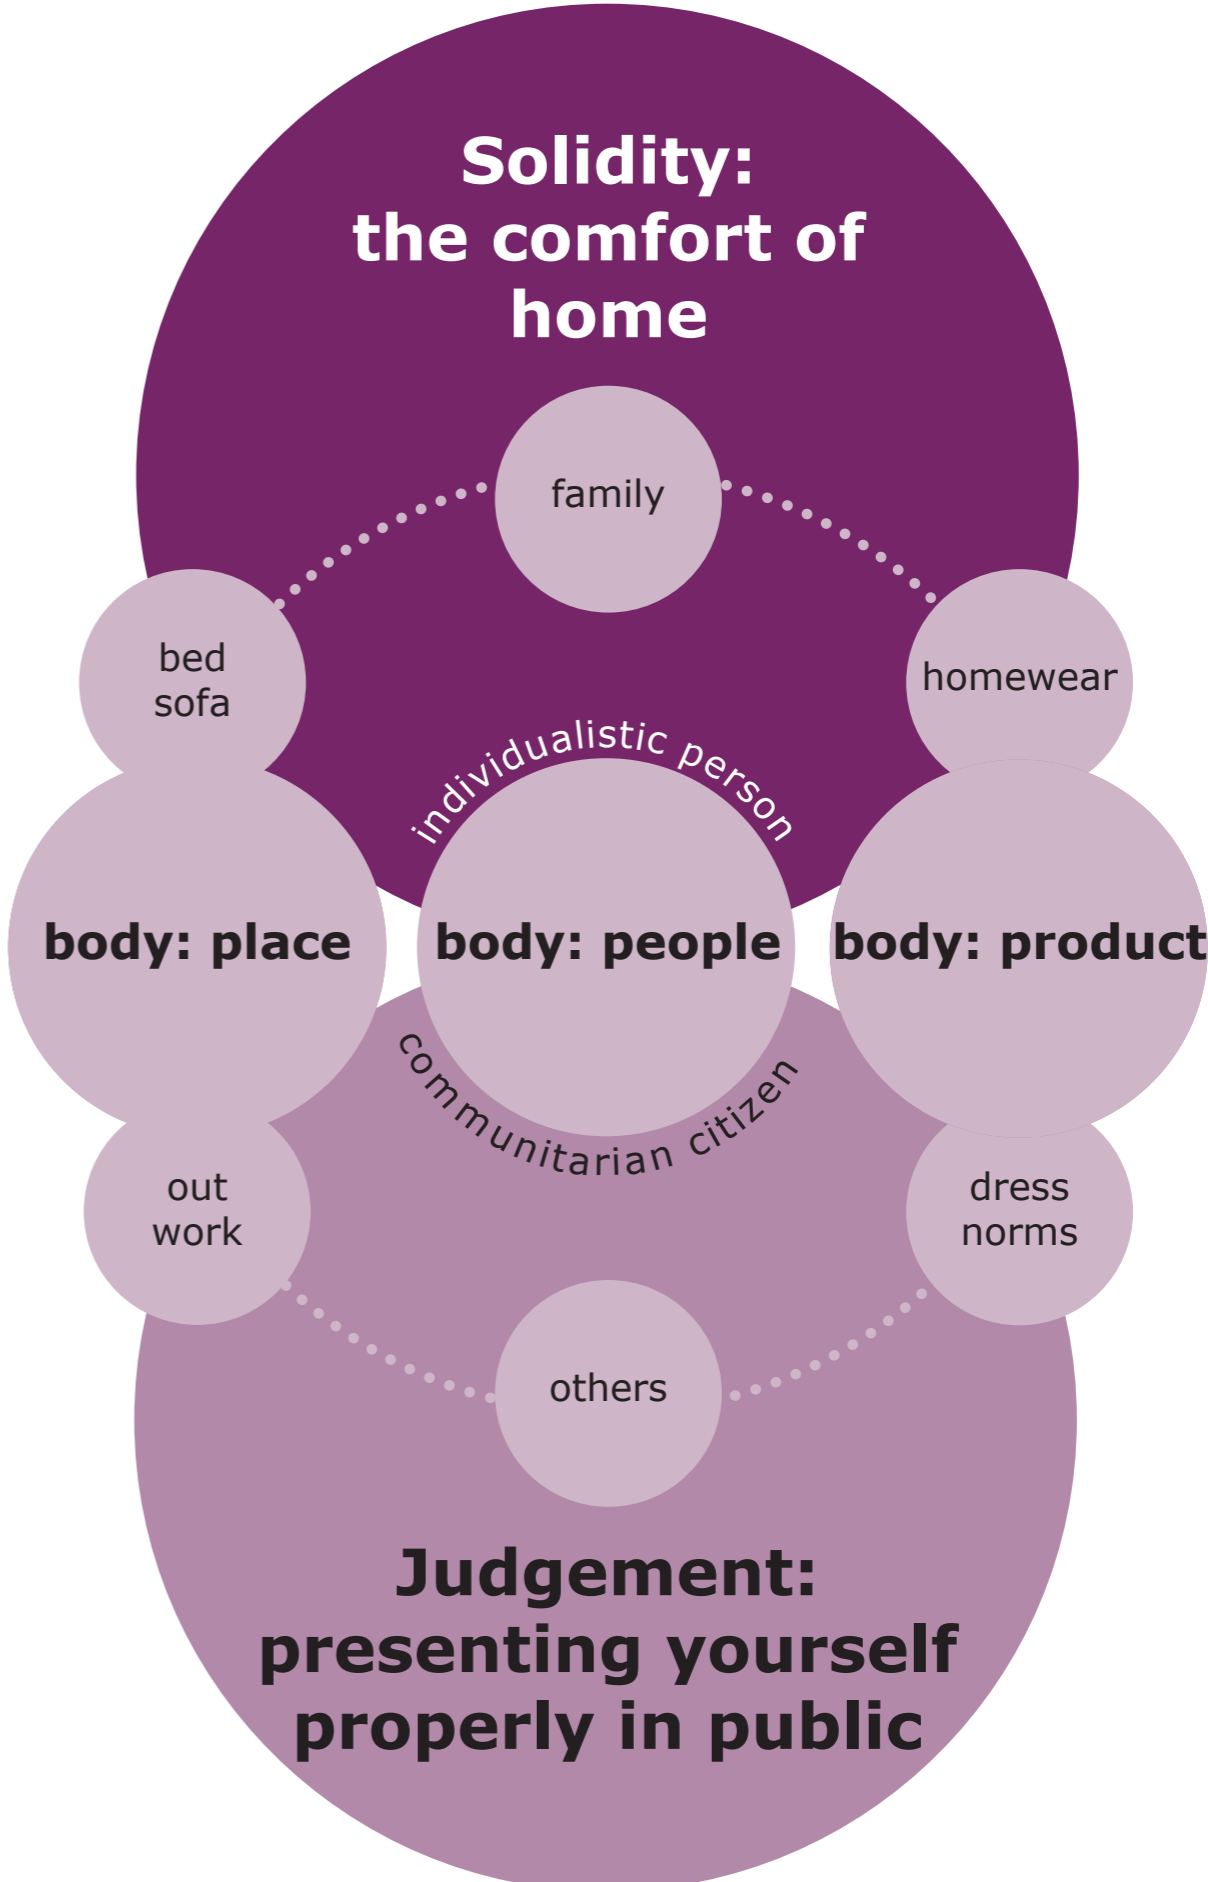 Solidity:
the comfort of
home
family
bed
sofa
homewear
individualistic person
body: place
body: people
body: product
communitarian citizen
out
work
dress
norms
others
Judgement:
presenting yourself
properly in public